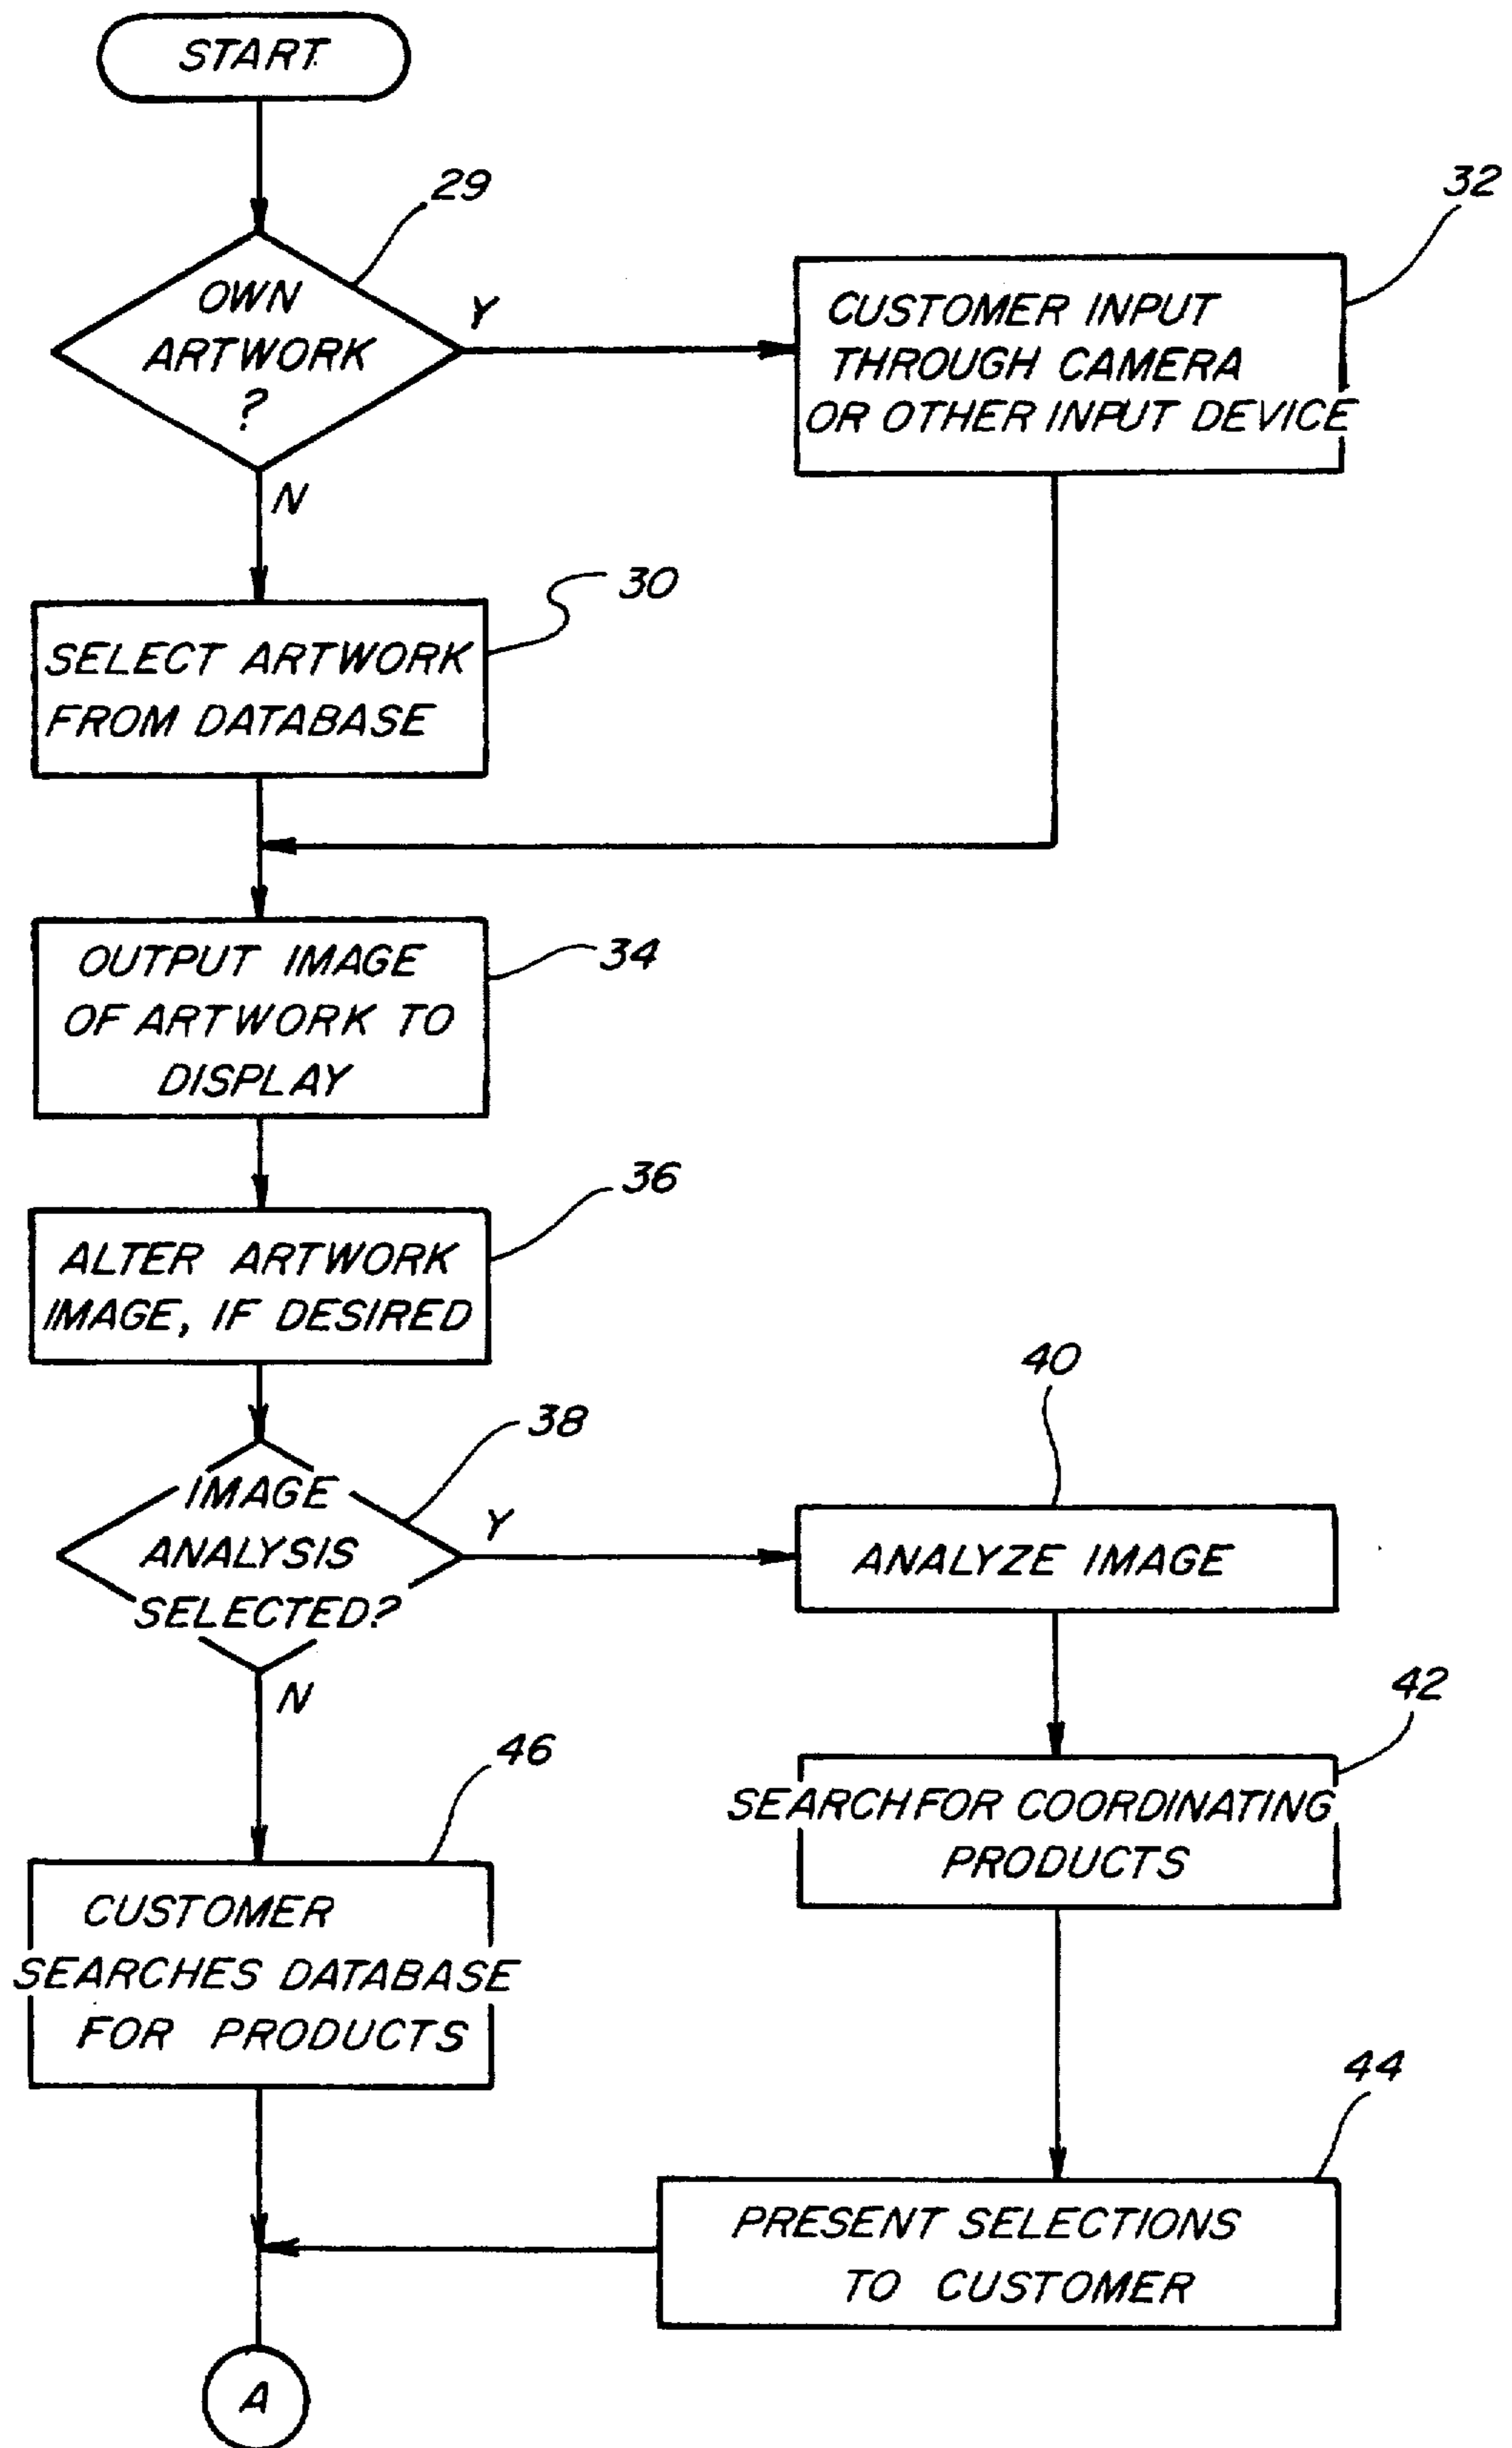 START
29
32
OWN
ARTWORK
?
Y
CUSTOMER INPUT
THROUGH CAMERA
OR OTHER INPUT DEVICE
N
30
SELECT ARTWORK
FROM DATABASE
34
OUTPUT IMAGE
OF ARTWORK TO
DISPLAY
36
ALTER ARTWORK
IMAGE, IF DESIRED
38
40
IMAGE
ANALYSIS
SELECTED?
Y
ANALYZE IMAGE
N
42
46
SEARCH FOR COORDINATING
PRODUCTS
CUSTOMER
SEARCHES DATABASE
FOR PRODUCTS
44
PRESENT SELECTIONS
TO CUSTOMER
A